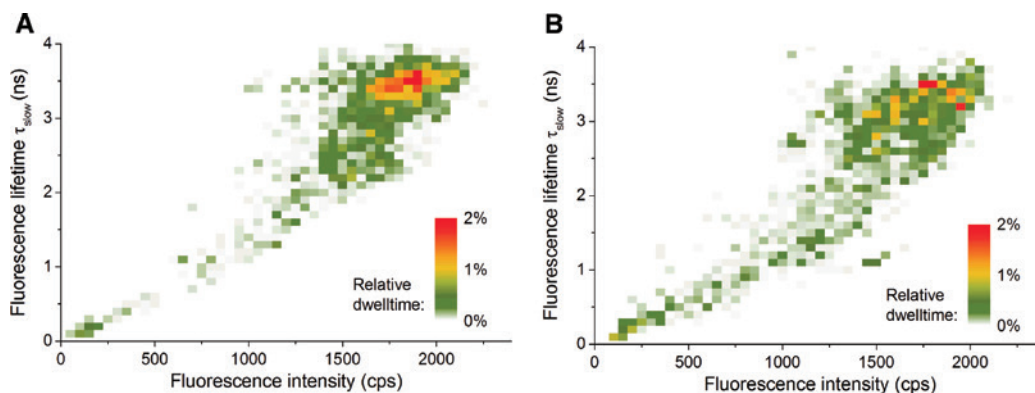 A
Fluorescence lifetime τslow (ns)
4
3
2
1
0
0 500 1000 1500 2000
Fluorescence intensity (cps)
Relative
dwelltime:
2%
1%
0%
B
Fluorescence lifetime τslow (ns)
4
3
2
1
0
0 500 1000 1500 2000
Fluorescence intensity (cps)
Relative
dwelltime:
2%
1%
0%